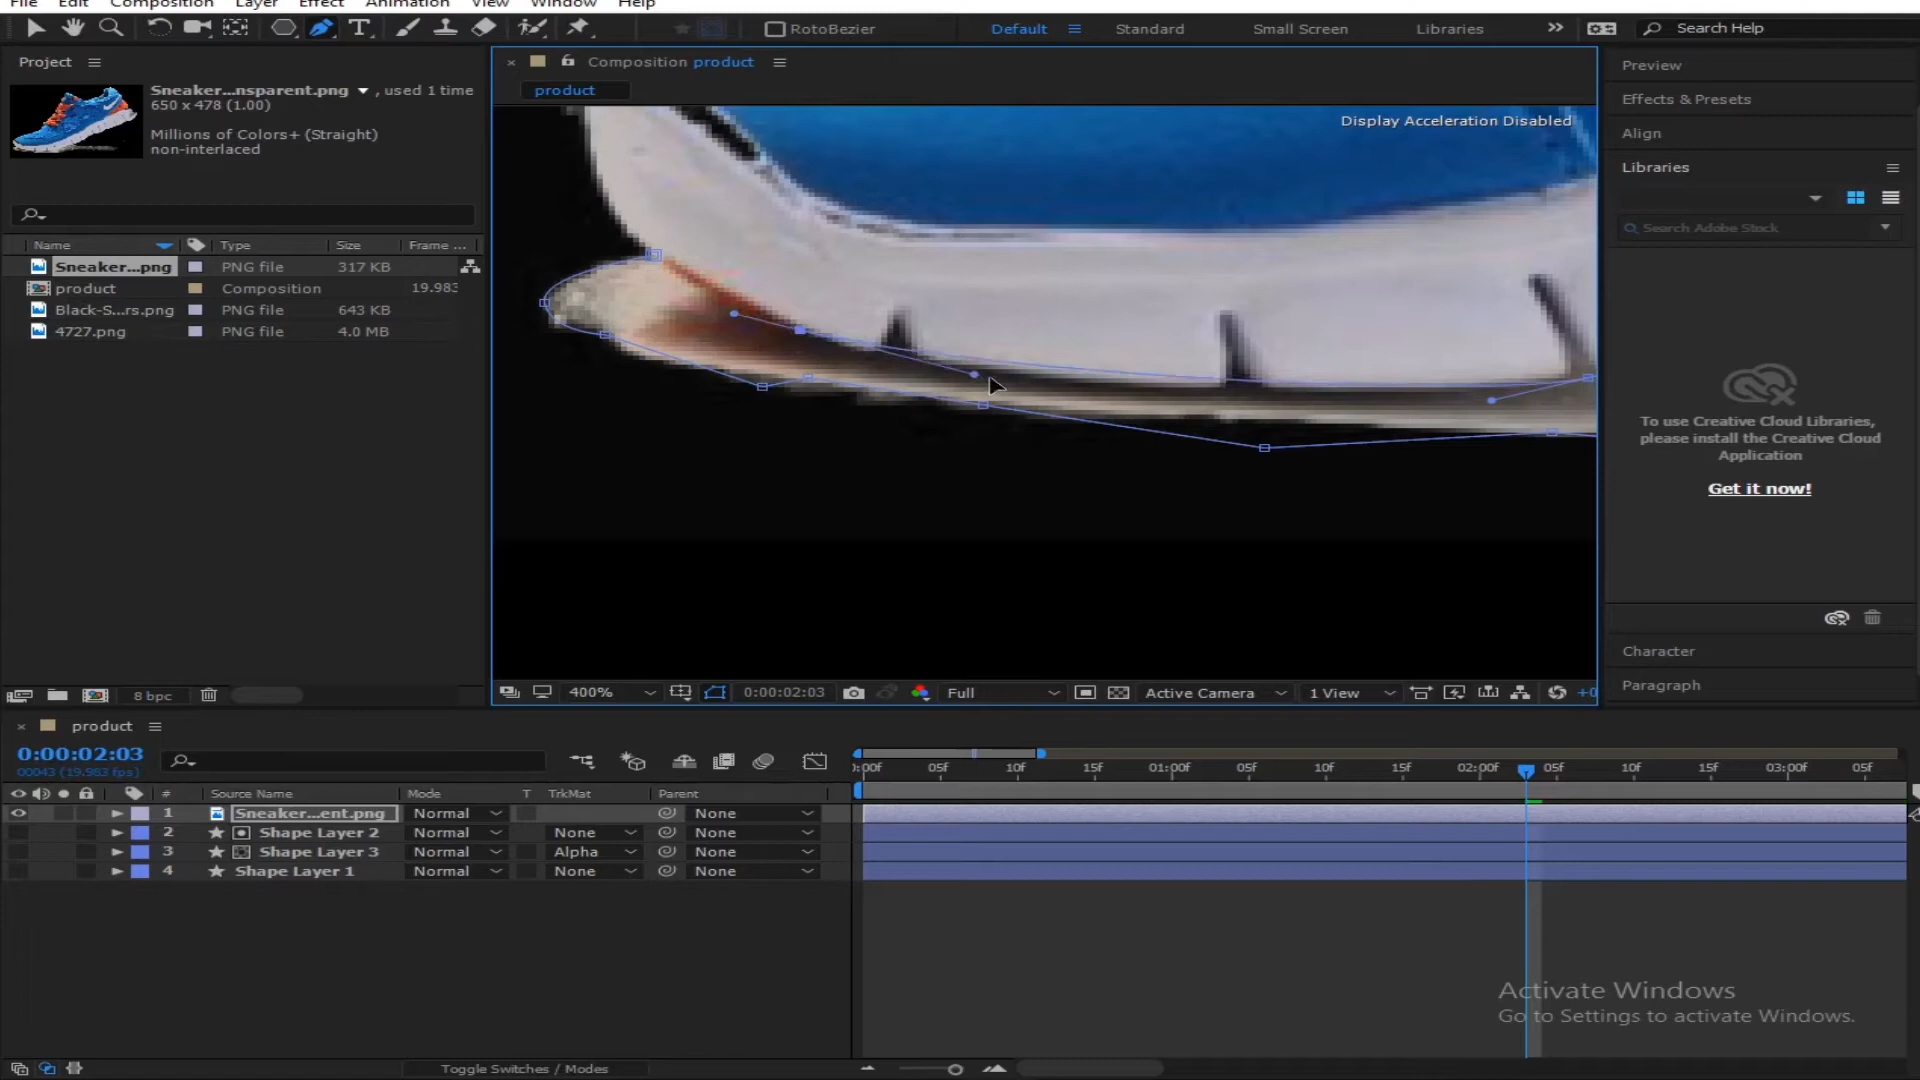 File Edit Composition Layer Effect Animation View Window Help
RotoBezier Default Standard Small Screen Libraries Search Help
Project
Sneaker...nsparent.png , used 1 time
650 x 478 (1.00)
Millions of Colors+ (Straight)
non-interlaced
Name Type Size Frame ...
Sneaker...png PNG file 317 KB
product Composition 19.983
Black-S...rs.png PNG file 643 KB
4727.png PNG file 4.0 MB
8 bpc
Composition product
product
Display Acceleration Disabled
400% 0:00:02:03 Full Active Camera 1 View +0
Preview
Effects & Presets
Align
Libraries
Search Adobe Stock
To use Creative Cloud Libraries,
please install the Creative Cloud
Application
Get it now!
Character
Paragraph
product
0:00:02:03
00043 (19.983 fps)
:00f 05f 10f 15f 01:00f 05f 10f 15f 02:00f 05f 10f 15f 03:00f 05f
# Source Name Mode T TrkMat Parent
1 Sneaker...ent.png Normal None
2 Shape Layer 2 Normal None None
3 Shape Layer 3 Normal Alpha None
4 Shape Layer 1 Normal None None
Toggle Switches / Modes
Activate Windows
Go to Settings to activate Windows.